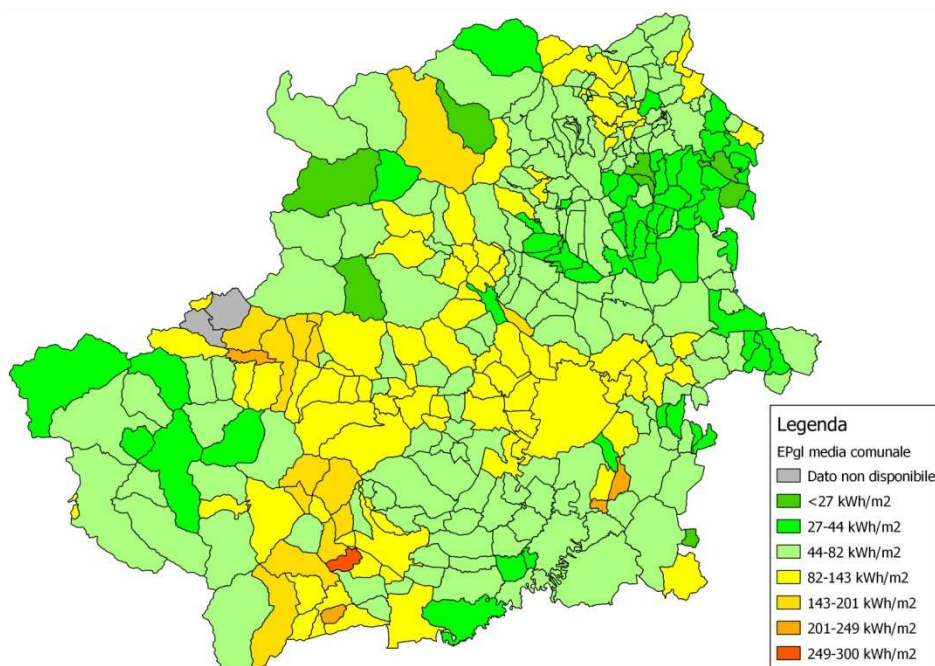 Legenda
EPgl media comunale
Dato non disponibile
<27 kWh/m2
27-44 kWh/m2
44-82 kWh/m2
82-143 kWh/m2
143-201 kWh/m2
201-249 kWh/m2
249-300 kWh/m2